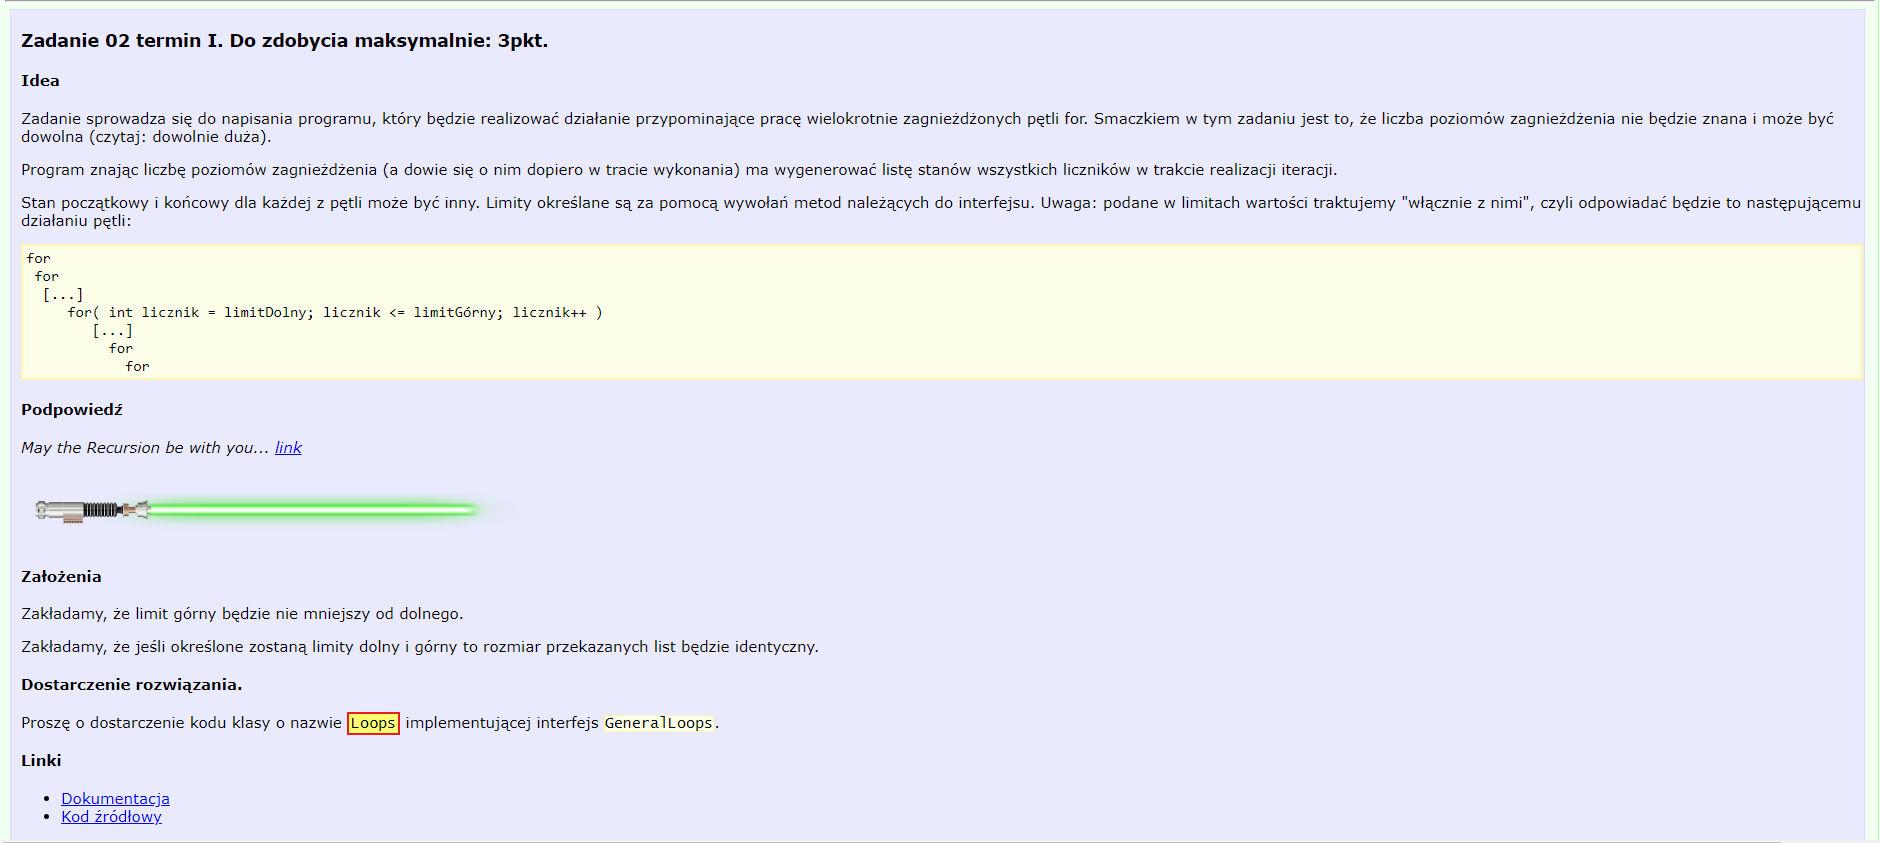 Zadanie 02 termin I. Do zdobycia maksymalnie: 3pkt.
Idea
Zadanie sprowadza się do napisania programu, który będzie realizować działanie przypominające pracę wielokrotnie zagnieżdżonych pętli for. Smaczkiem w tym zadaniu jest to, że liczba poziomów zagnieżdżenia nie będzie znana i może być
dowolna (czytaj: dowolnie duża).
Program znając liczbę poziomów zagnieżdżenia (a dowie się o nim dopiero w tracie wykonania) ma wygenerować listę stanów wszystkich liczników w trakcie realizacji iteracji.
Stan początkowy i końcowy dla każdej z pętli może być inny. Limity określane są za pomocą wywołań metod należących do interfejsu. Uwaga: podane w limitach wartości traktujemy "włącznie z nimi", czyli odpowiadać będzie to następującemu
działaniu pętli:
for
for
[...]
for( int licznik = limitDolny; licznik <= limitGórny; licznik++ )
[...]
for
for
Podpowiedź
May the Recursion be with you... link
Założenia
Zakładamy, że limit górny będzie nie mniejszy od dolnego.
Zakładamy, że jeśli określone zostaną limity dolny i górny to rozmiar przekazanych list będzie identyczny.
Dostarczenie rozwiązania.
Proszę o dostarczenie kodu klasy o nazwie Loops implementującej interfejs GeneralLoops.
Linki
• Dokumentacja
• Kod źródłowy